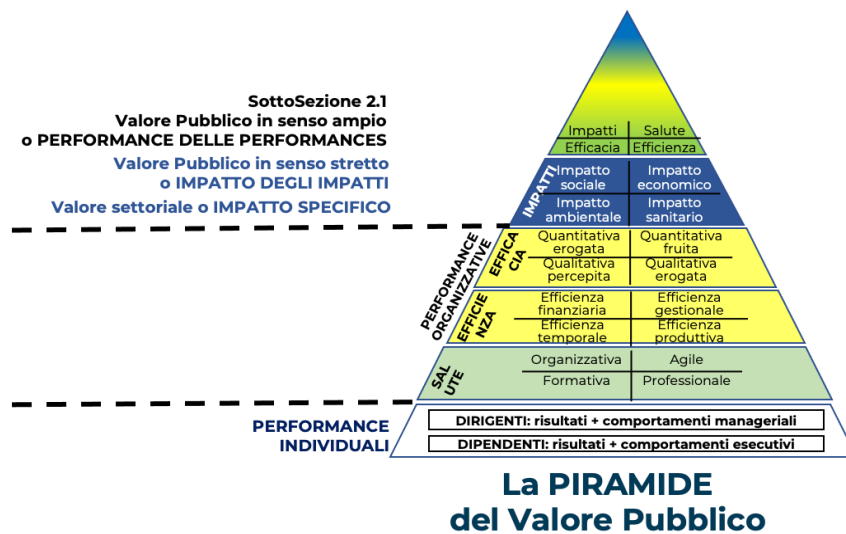 SottoSezione 2.1
Valore Pubblico in senso ampio
o PERFORMANCE DELLE PERFORMANCES
Valore Pubblico in senso stretto
o IMPATTO DEGLI IMPATTI
Valore settoriale o IMPATTO SPECIFICO
Impatti Salute
Efficacia Efficienza
IMPATTI
Impatto
sociale
Impatto
economico
Impatto
ambientale
Impatto
sanitario
PERFORMANCE
ORGANIZZATIVE
EFFICA
CIA
Quantitativa
erogata
Quantitativa
fruita
Qualitativa
percepita
Qualitativa
erogata
EFFICIE
NZA
Efficienza
finanziaria
Efficienza
gestionale
Efficienza
temporale
Efficienza
produttiva
SAL
UTE
Organizzativa Agile
Formativa Professionale
PERFORMANCE
INDIVIDUALI
DIRIGENTI: risultati + comportamenti manageriali
DIPENDENTI: risultati + comportamenti esecutivi
La PIRAMIDE
del Valore Pubblico